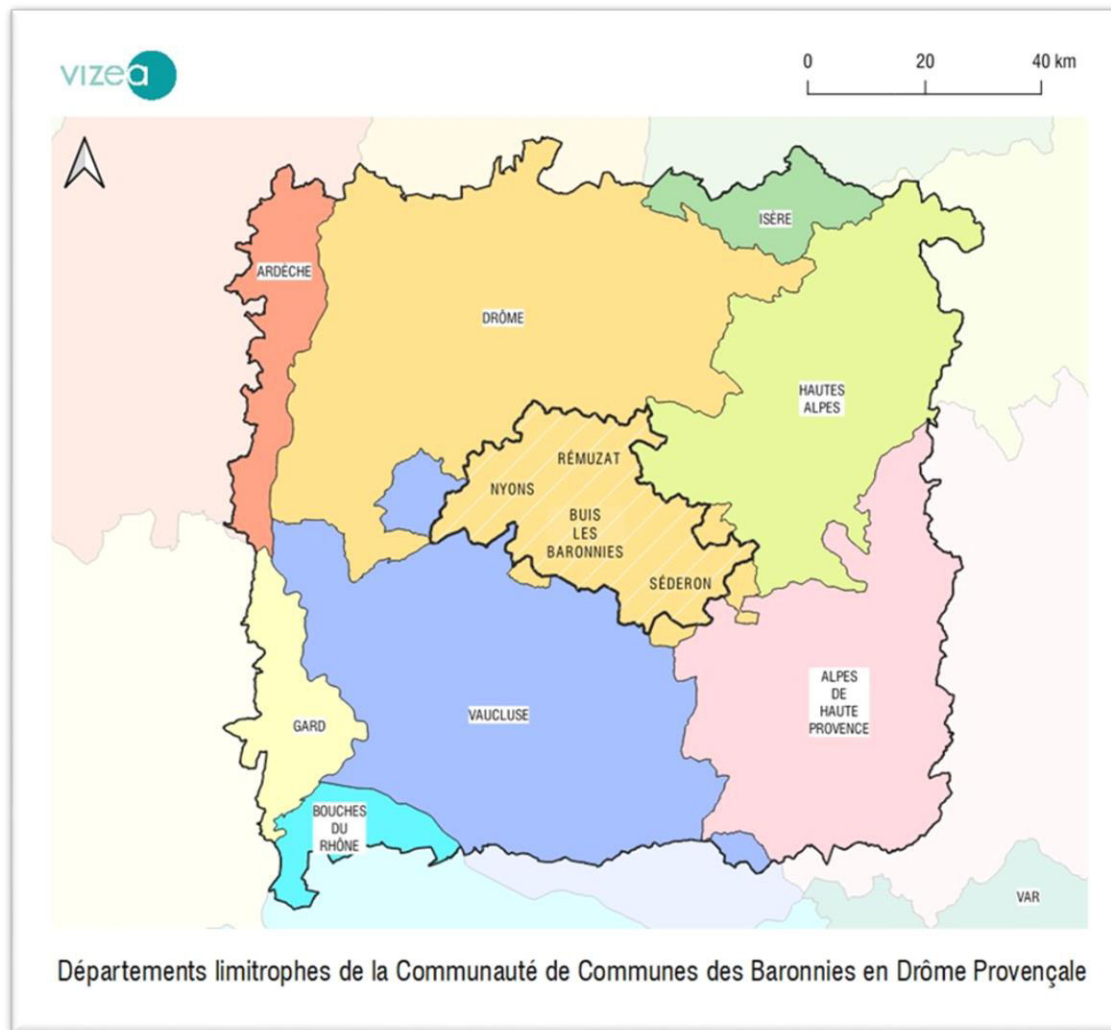 vizea
0 20 40 km
ISÈRE
ARDÈCHE
DRÔME
HAUTES
ALPES
RÉMUZAT
NYONS
BUIS
LES
BARONNIES
SÉDERON
ALPES
DE
HAUTE
PROVENCE
VAUCLUSE
GARD
BOUCHES
DU
RHÔNE
VAR
Départements limitrophes de la Communauté de Communes des Baronnies en Drôme Provençale